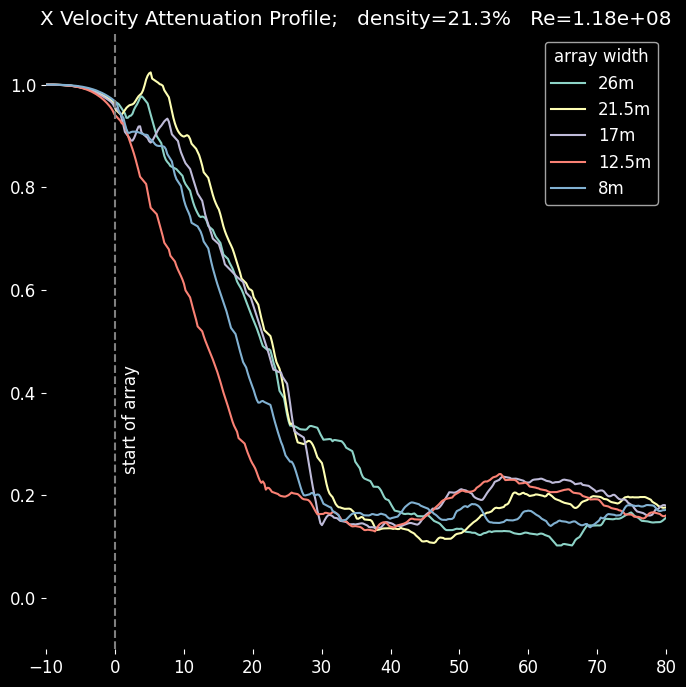 X Velocity Attenuation Profile;   density=21.3%   Re=1.18e+08
array width
26m
21.5m
17m
12.5m
8m
1.0
0.8
0.6
0.4
0.2
0.0
start of array
−10
0
10
20
30
40
50
60
70
80